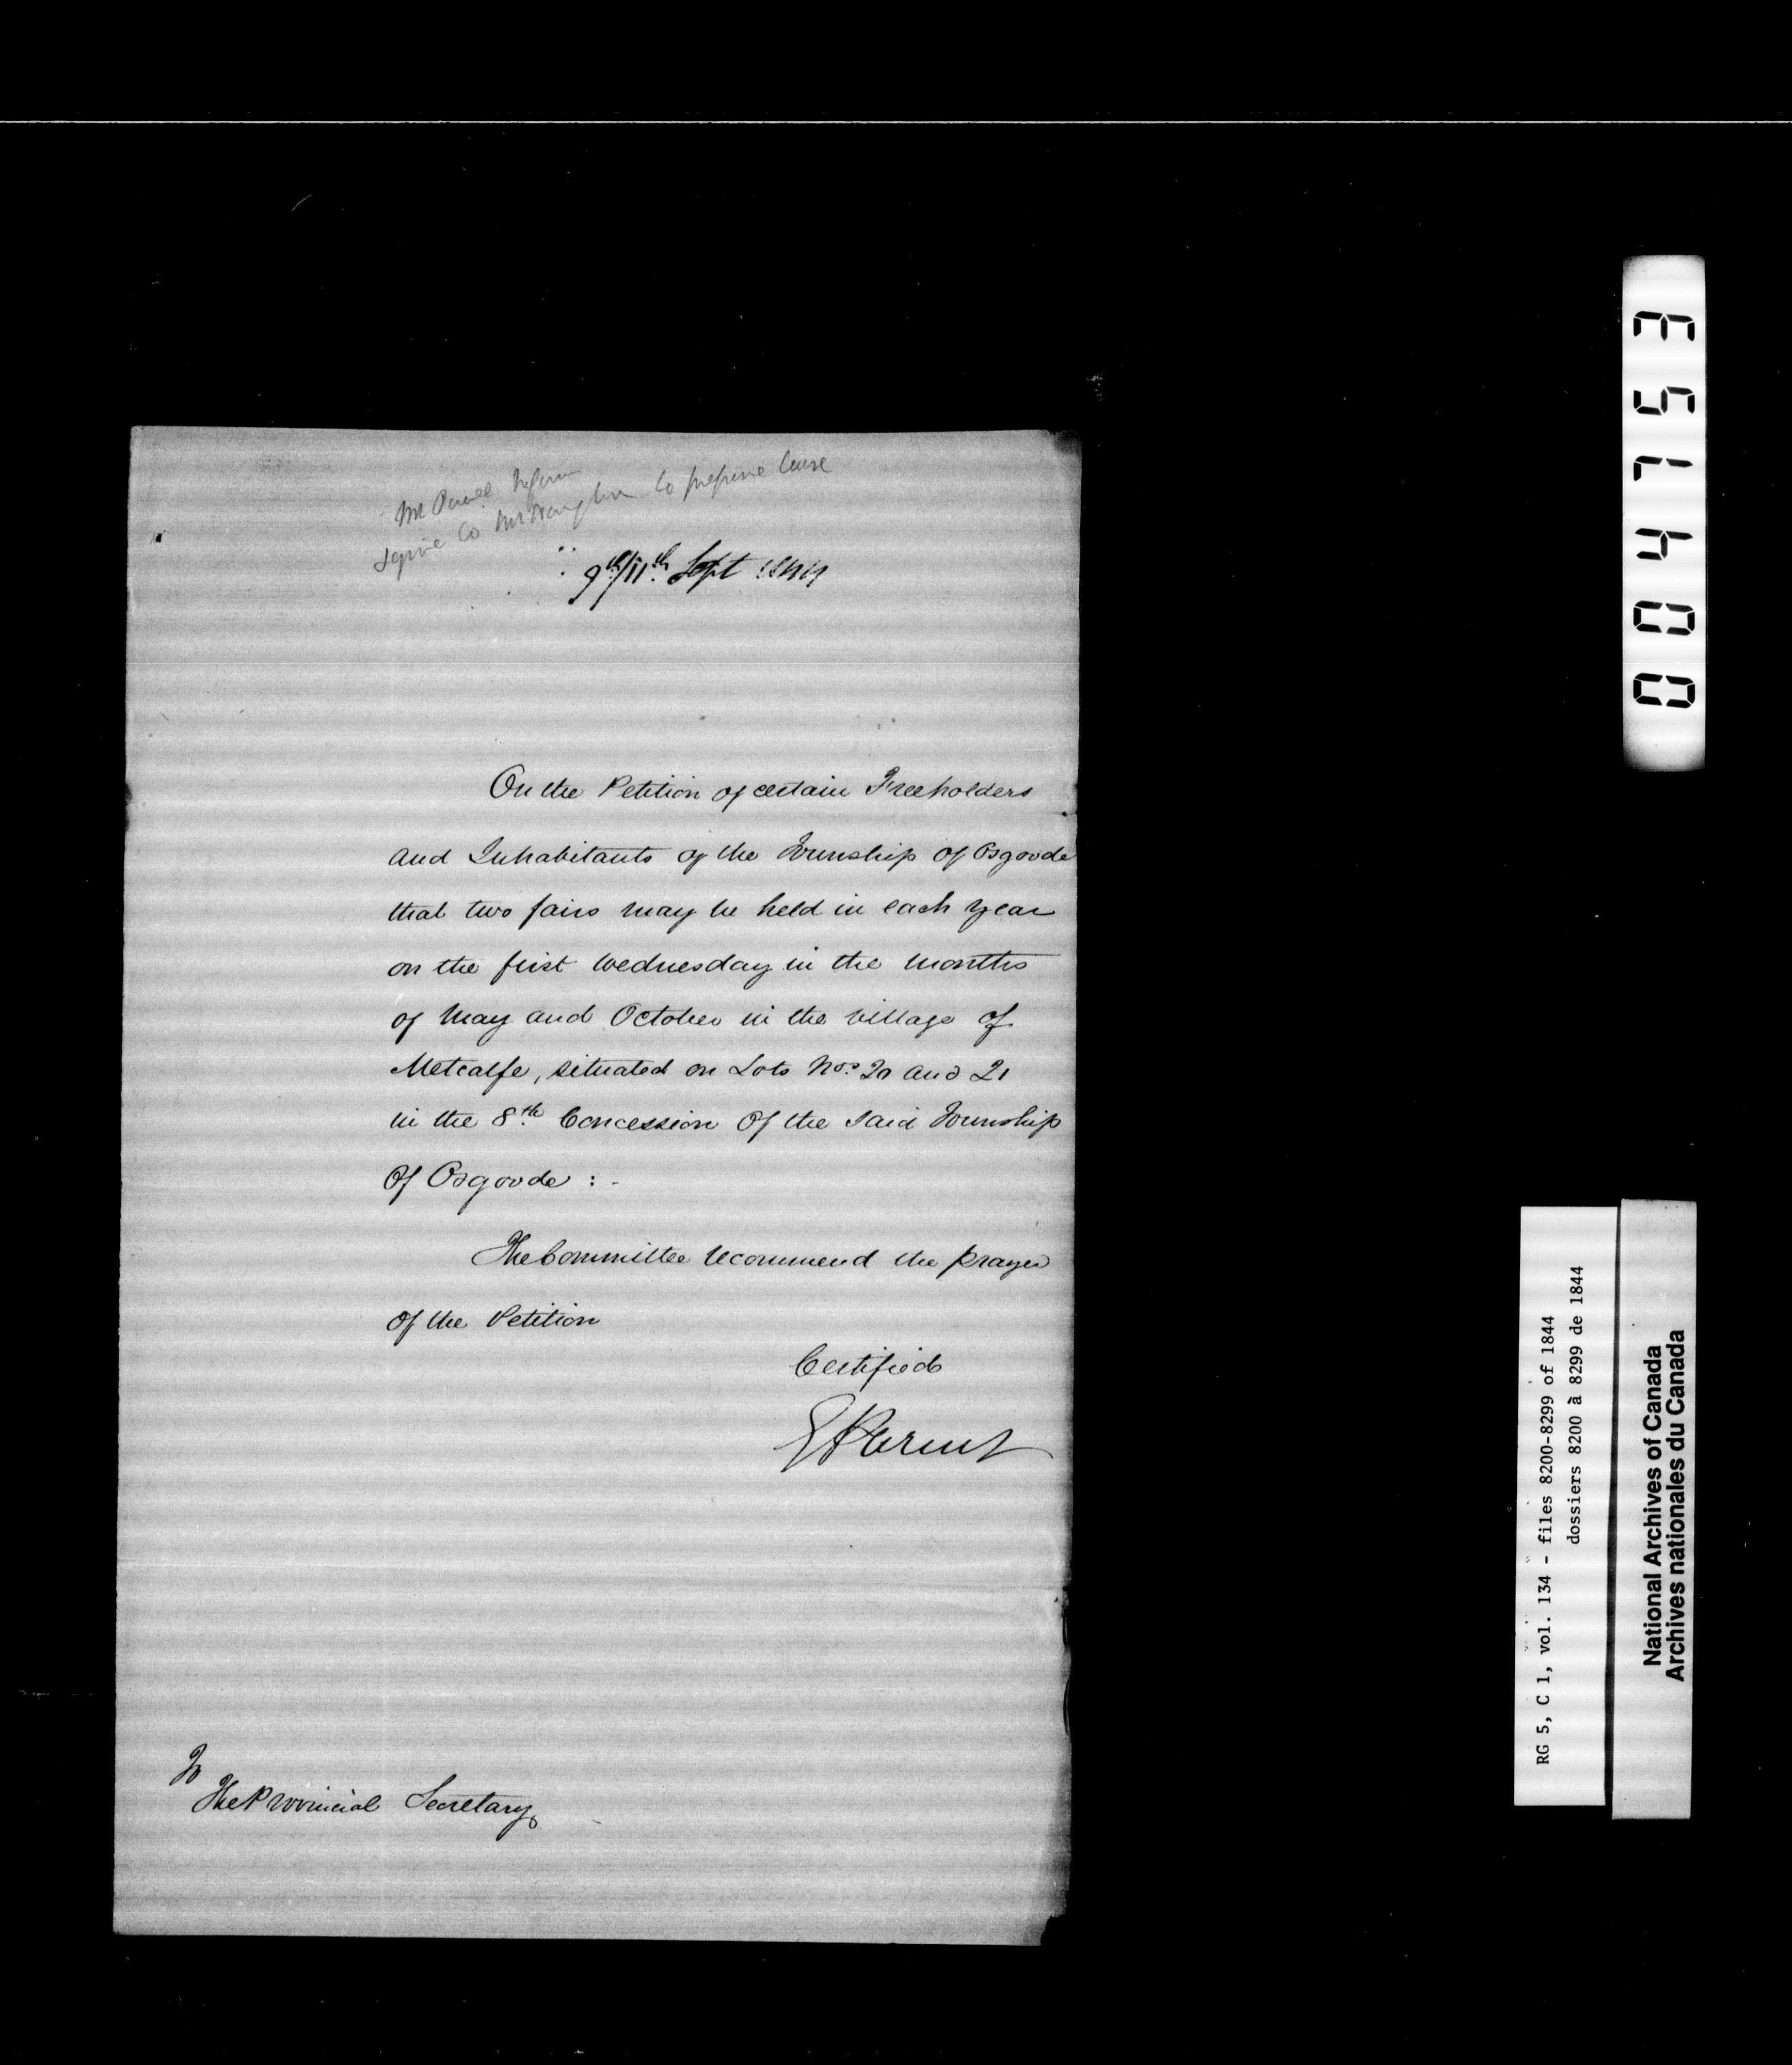 to prepare
9th/11th Sept 1844
On the Petition of certain Freeholders
and Inhabitants of the Township of Osgoode
that two fairs may be held in each year
on the first Wednesday in the months
of May and October in the village of
Metcalfe, situated on Lots Nos. 20 and 21
in the 8th Concession of the said Township
of Osgoode : -
The Committee recommend the prayer
of the Petition
Certified
E Parent
To
The Provincial Secretary
004753
RG 5, C 1, vol. 134 - files 8200-8299 of 1844
dossiers 8200 à 8299 de 1844
National Archives of Canada
Archives nationales du Canada